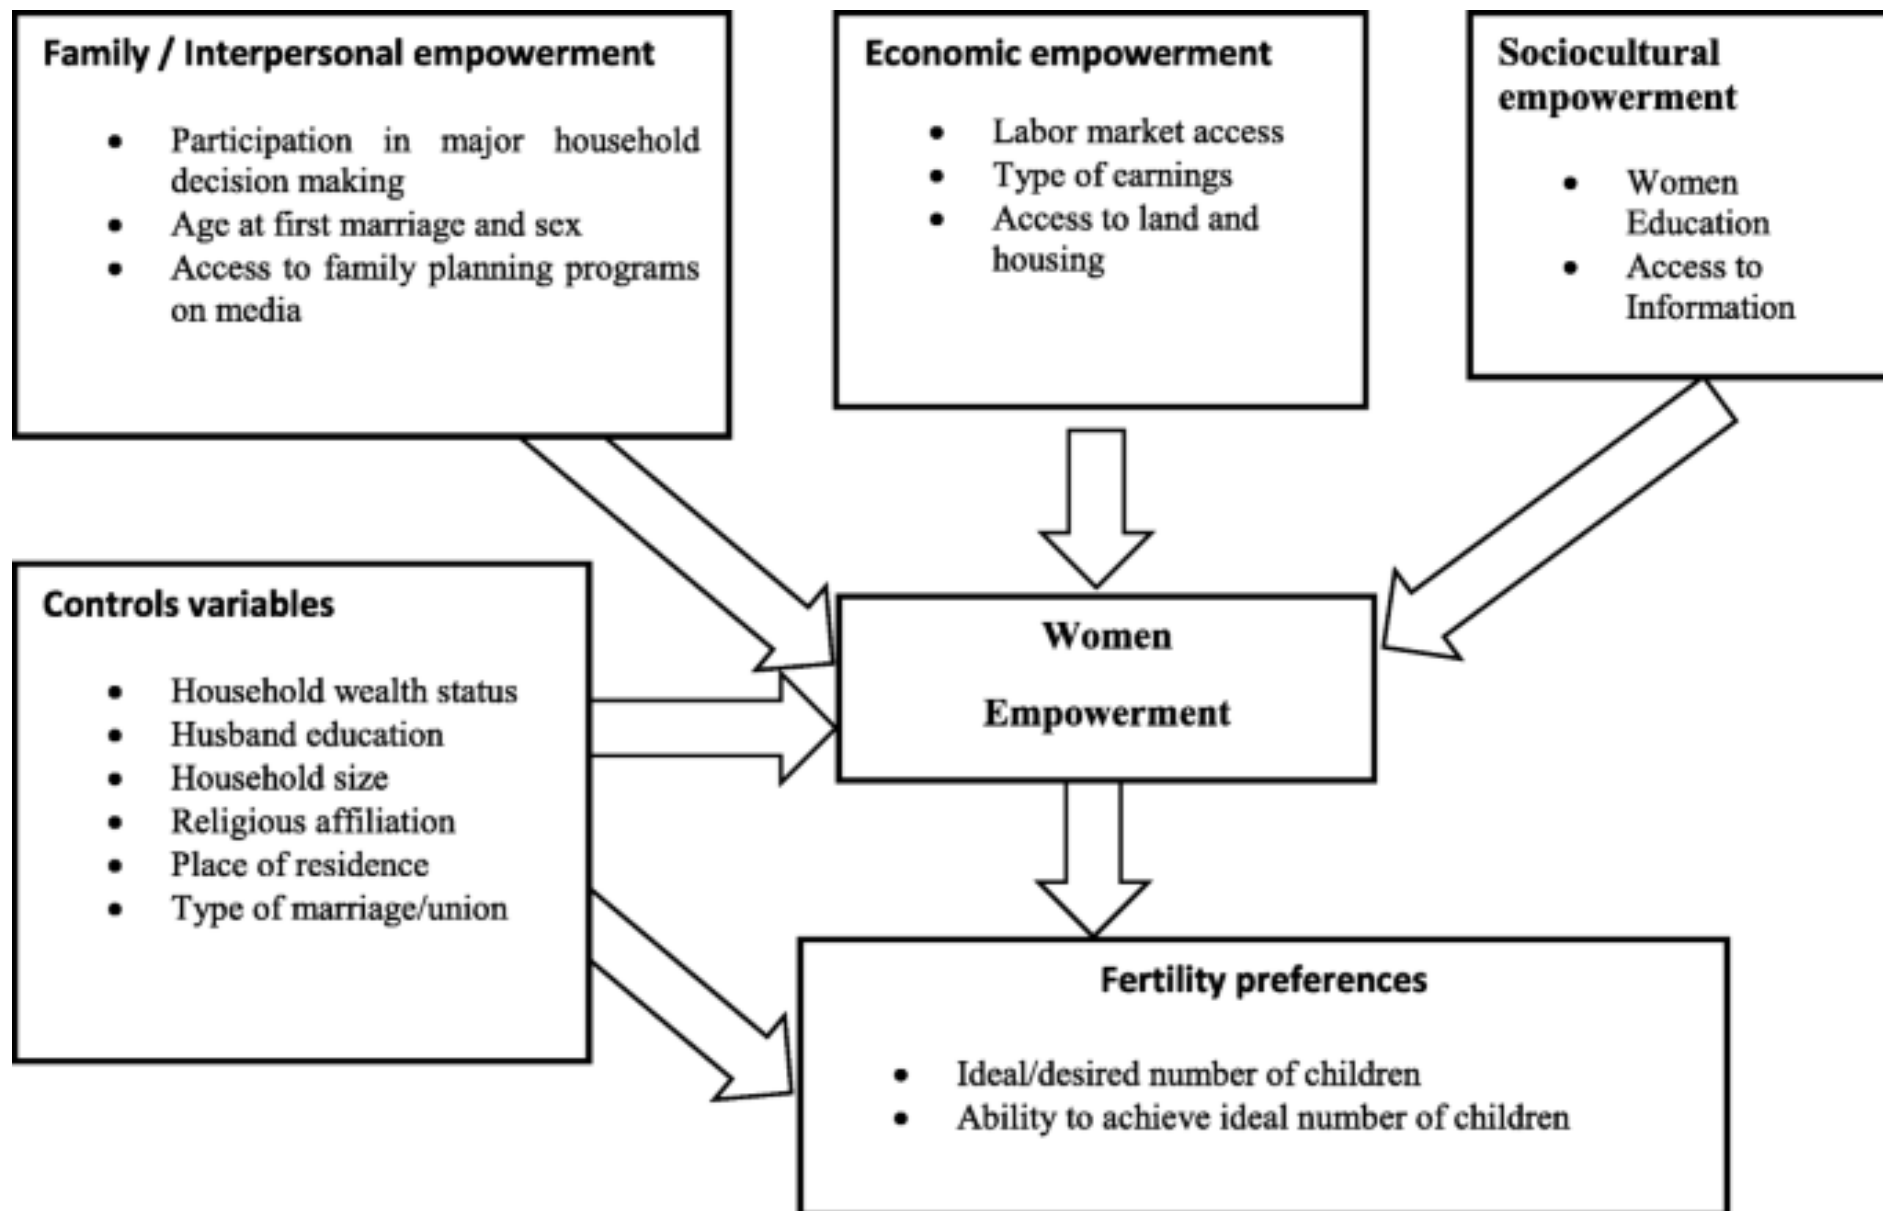 Family / Interpersonal empowerment
• Participation in major household
decision making
• Age at first marriage and sex
• Access to family planning programs
on media
Economic empowerment
• Labor market access
• Type of earnings
• Access to land and
housing
Sociocultural
empowerment
• Women
Education
• Access to
Information
Controls variables
• Household wealth status
• Husband education
• Household size
• Religious affiliation
• Place of residence
• Type of marriage/union
Women
Empowerment
Fertility preferences
• Ideal/desired number of children
• Ability to achieve ideal number of children